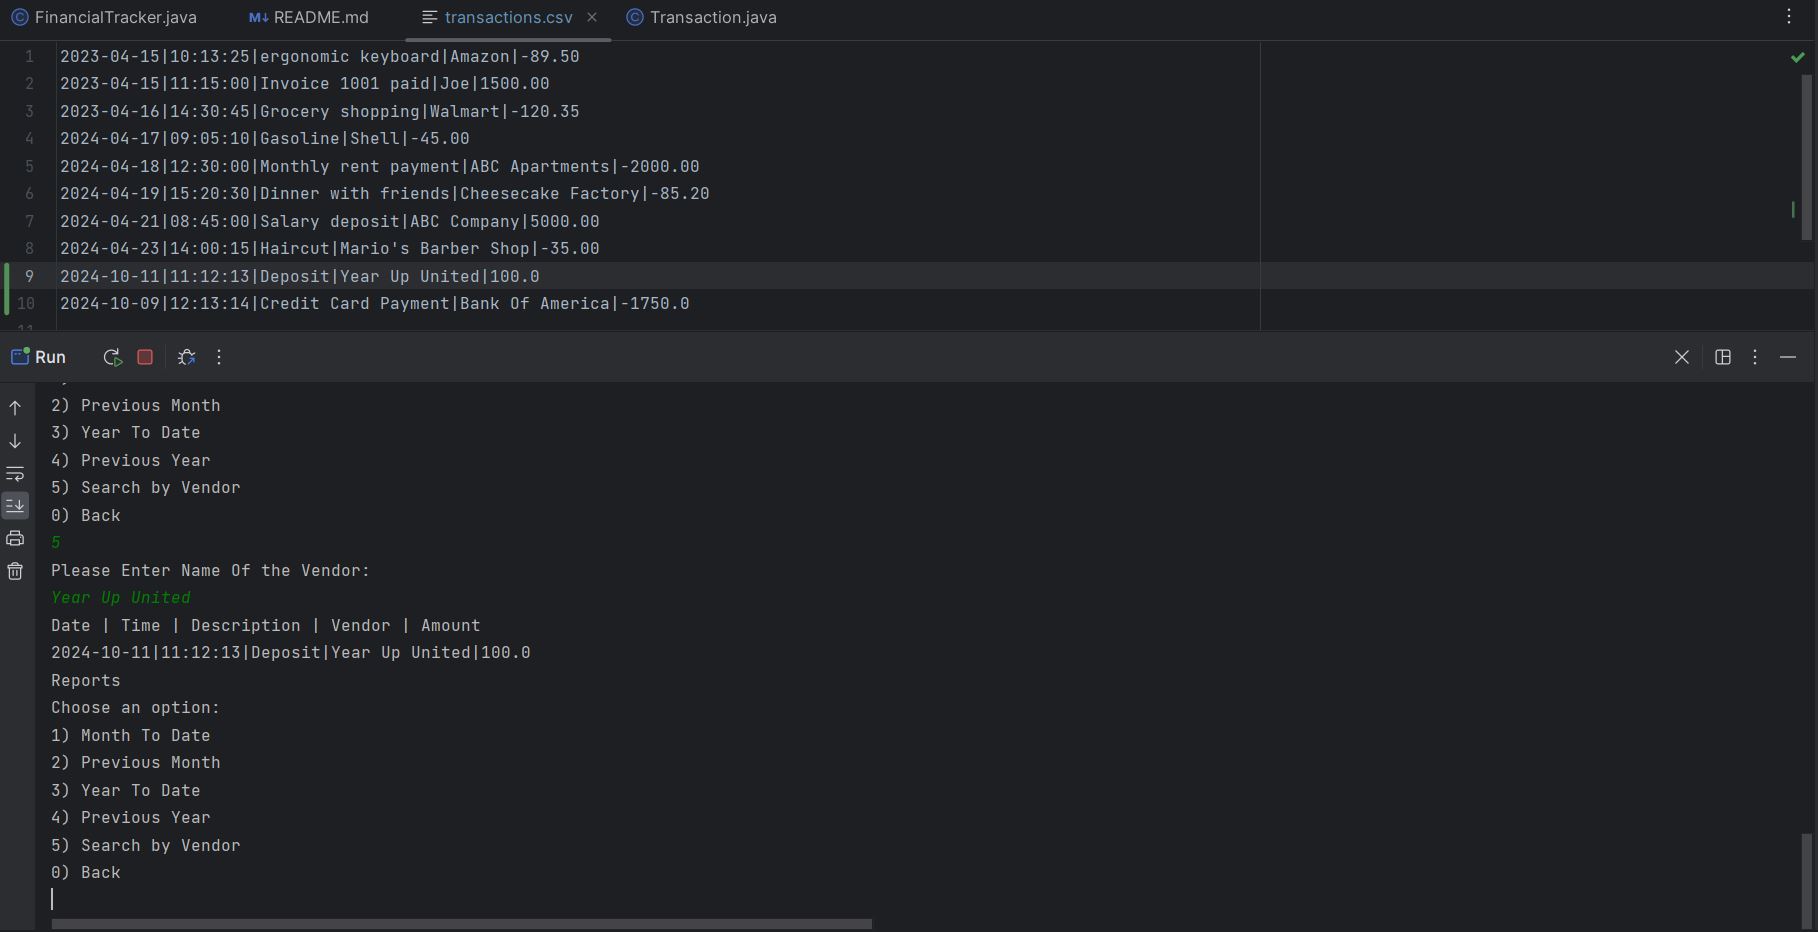 FinancialTracker.java README.md transactions.csv Transaction.java
1 2023-04-15|10:13:25|ergonomic keyboard|Amazon|-89.50
2 2023-04-15|11:15:00|Invoice 1001 paid|Joe|1500.00
3 2023-04-16|14:30:45|Grocery shopping|Walmart|-120.35
4 2024-04-17|09:05:10|Gasoline|Shell|-45.00
5 2024-04-18|12:30:00|Monthly rent payment|ABC Apartments|-2000.00
6 2024-04-19|15:20:30|Dinner with friends|Cheesecake Factory|-85.20
7 2024-04-21|08:45:00|Salary deposit|ABC Company|5000.00
8 2024-04-23|14:00:15|Haircut|Mario's Barber Shop|-35.00
9 2024-10-11|11:12:13|Deposit|Year Up United|100.0
10 2024-10-09|12:13:14|Credit Card Payment|Bank Of America|-1750.0
11
Run
2) Previous Month
3) Year To Date
4) Previous Year
5) Search by Vendor
0) Back
5
Please Enter Name Of the Vendor:
Year Up United
Date | Time | Description | Vendor | Amount
2024-10-11|11:12:13|Deposit|Year Up United|100.0
Reports
Choose an option:
1) Month To Date
2) Previous Month
3) Year To Date
4) Previous Year
5) Search by Vendor
0) Back